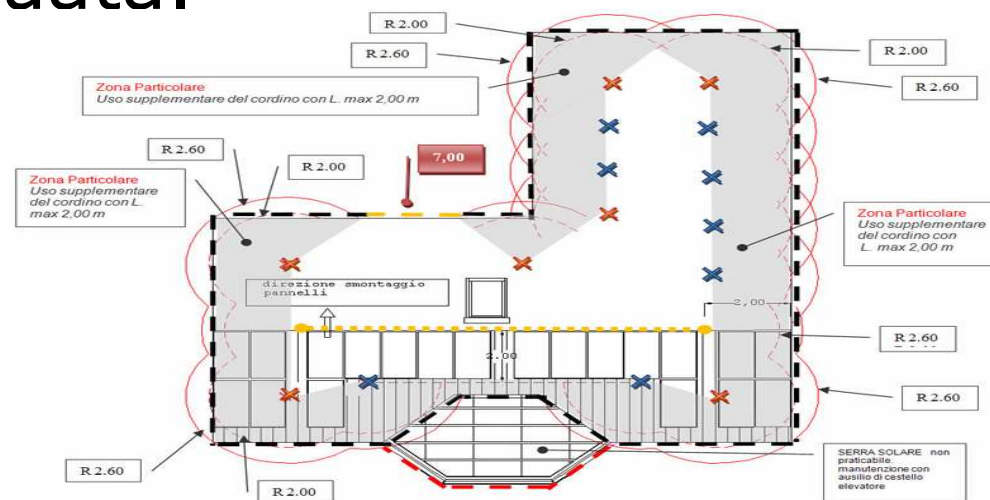 R 2.00
R 2.60
R 2.00
R 2.60
Zona Particolare
Uso supplementare del cordino con L. max 2,00 m
R 2.60
R 2.00
7,00
Zona Particolare
Uso supplementare
del cordino con L.
max 2,00 m
Zona Particolare
Uso supplementare
del cordino con
L. max 2,00 m
direzione smontaggio
pannelli
2,00
2.00
R 2.60
R 2.60
SERRA SOLARE non
praticabile.
manutenzione con
ausilio di cestello
elevatore
R 2.60
R 2.00